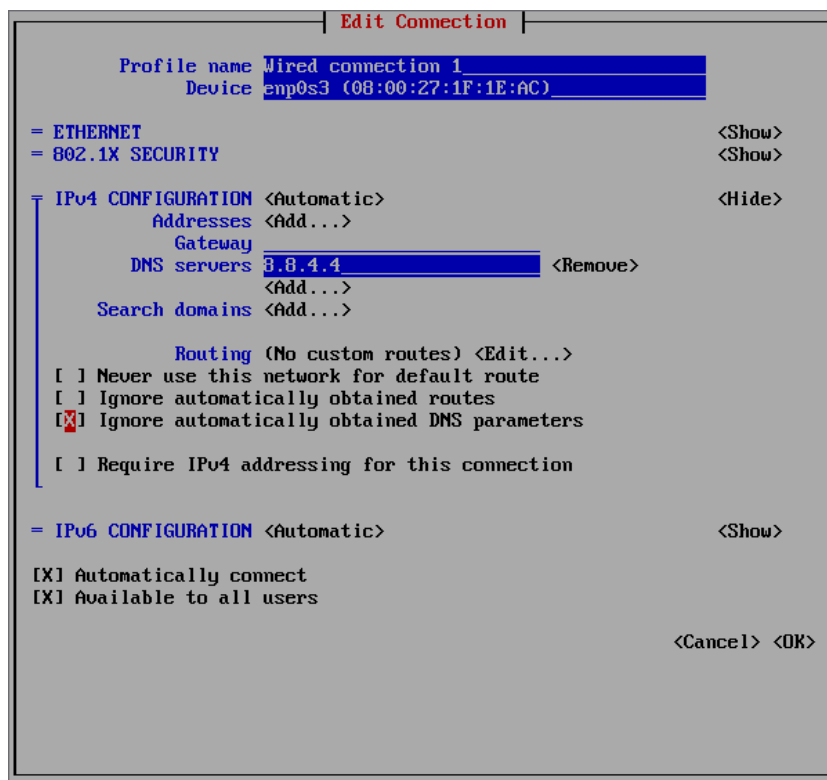 Edit Connection
Profile name Wired connection 1
Device enp0s3 (08:00:27:1F:1E:AC)
= ETHERNET <Show>
= 802.1X SECURITY <Show>
= IPv4 CONFIGURATION <Automatic> <Hide>
Addresses <Add...>
Gateway
DNS servers 8.8.4.4 <Remove>
<Add...>
Search domains <Add...>
Routing (No custom routes) <Edit...>
[ ] Never use this network for default route
[ ] Ignore automatically obtained routes
[X] Ignore automatically obtained DNS parameters
[ ] Require IPv4 addressing for this connection
= IPv6 CONFIGURATION <Automatic> <Show>
[X] Automatically connect
[X] Available to all users
<Cancel> <OK>